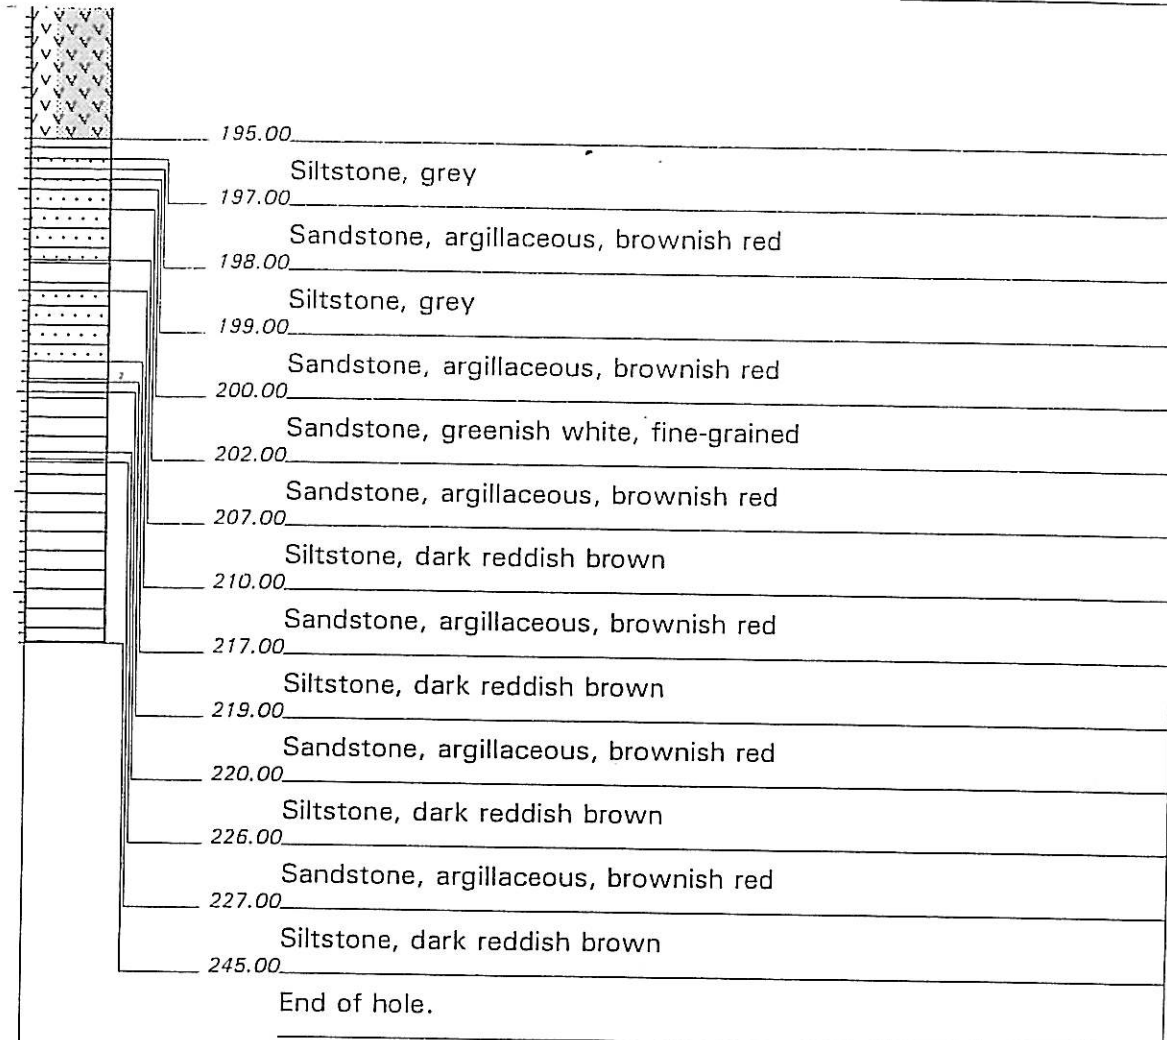 195.00
Siltstone, grey
197.00
Sandstone, argillaceous, brownish red
198.00
Siltstone, grey
199.00
Sandstone, argillaceous, brownish red
200.00
Sandstone, greenish white, fine-grained
202.00
Sandstone, argillaceous, brownish red
207.00
Siltstone, dark reddish brown
210.00
Sandstone, argillaceous, brownish red
217.00
Siltstone, dark reddish brown
219.00
Sandstone, argillaceous, brownish red
220.00
Siltstone, dark reddish brown
226.00
Sandstone, argillaceous, brownish red
227.00
Siltstone, dark reddish brown
245.00
End of hole.